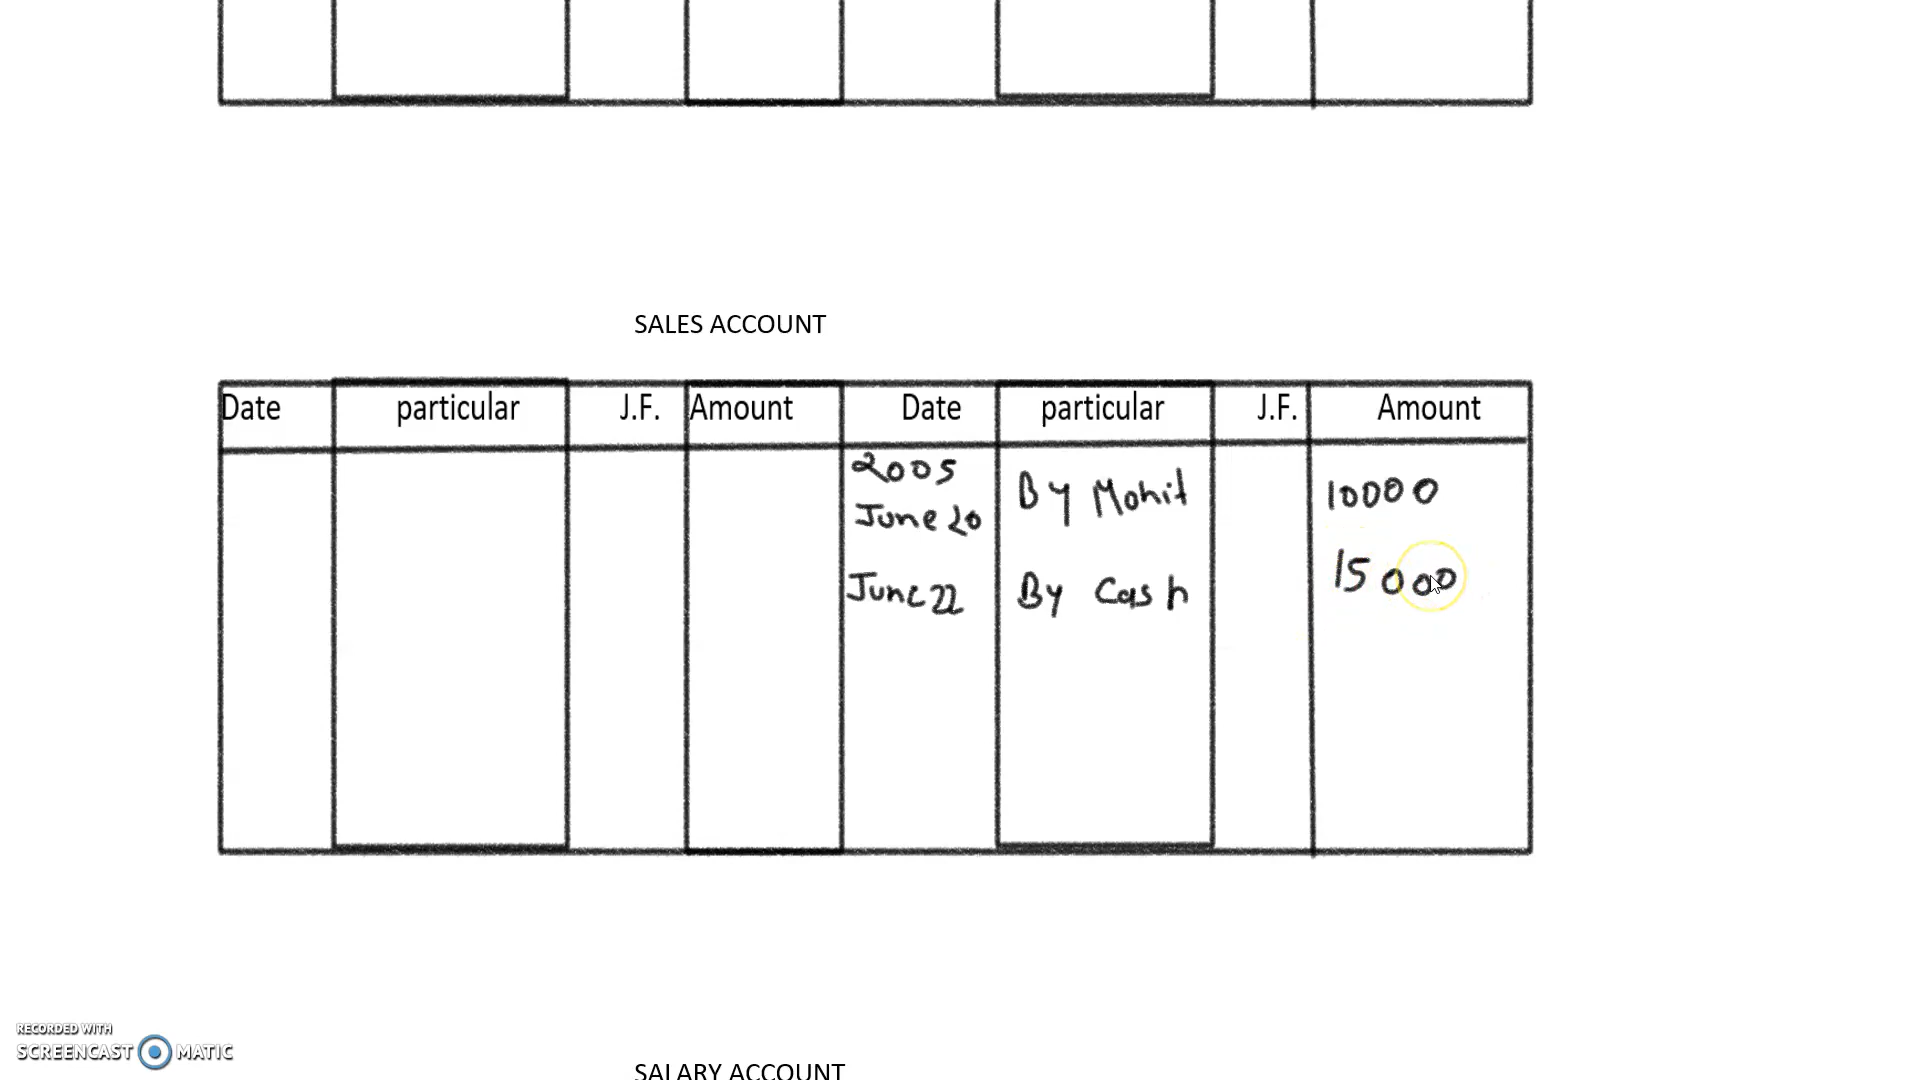 SALES ACCOUNT
Date particular J.F. Amount Date particular J.F. Amount
2005
June 20 By Mohit 10000
June 22 By Cash 15000
RECORDED WITH
SCREENCAST MATIC
SALARY ACCOUNT